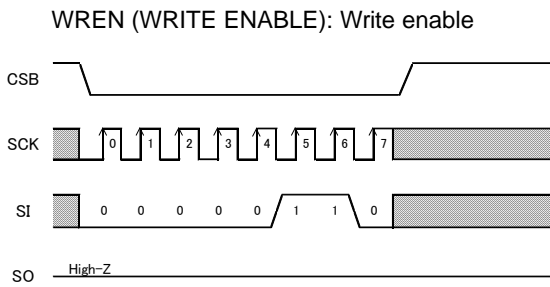 WREN (WRITE ENABLE): Write enable
CSB
SCK 0 1 2 3 4 5 6 7
SI 0 0 0 0 0 1 1 0
SO High-Z